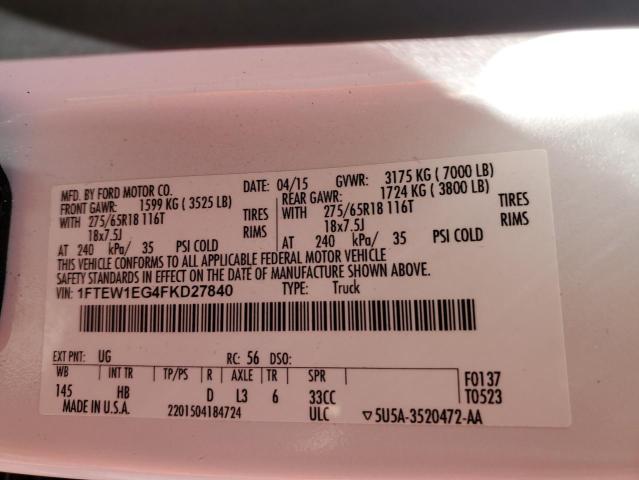 MFD. BY FORD MOTOR CO. DATE: 04/15 GVWR: 3175 KG ( 7000 LB)
FRONT GAWR: 1599 KG ( 3525 LB) REAR GAWR: 1724 KG ( 3800 LB)
WITH 275/65R18 116T TIRES WITH 275/65R18 116T TIRES
18x7.5J RIMS 18x7.5J RIMS
AT 240 kPa/ 35 PSI COLD AT 240 kPa/ 35 PSI COLD
THIS VEHICLE CONFORMS TO ALL APPLICABLE FEDERAL MOTOR VEHICLE
SAFETY STANDARDS IN EFFECT ON THE DATE OF MANUFACTURE SHOWN ABOVE.
VIN: 1FTEW1EG4FKD27840 TYPE: Truck
EXT PNT: UG RC: 56 DSO:
WB INT TR TP/PS R AXLE TR SPR F0137
145 HB D L3 6 33CC T0523
MADE IN U.S.A. 2201504184724 ULC ▽5U5A-3520472-AA